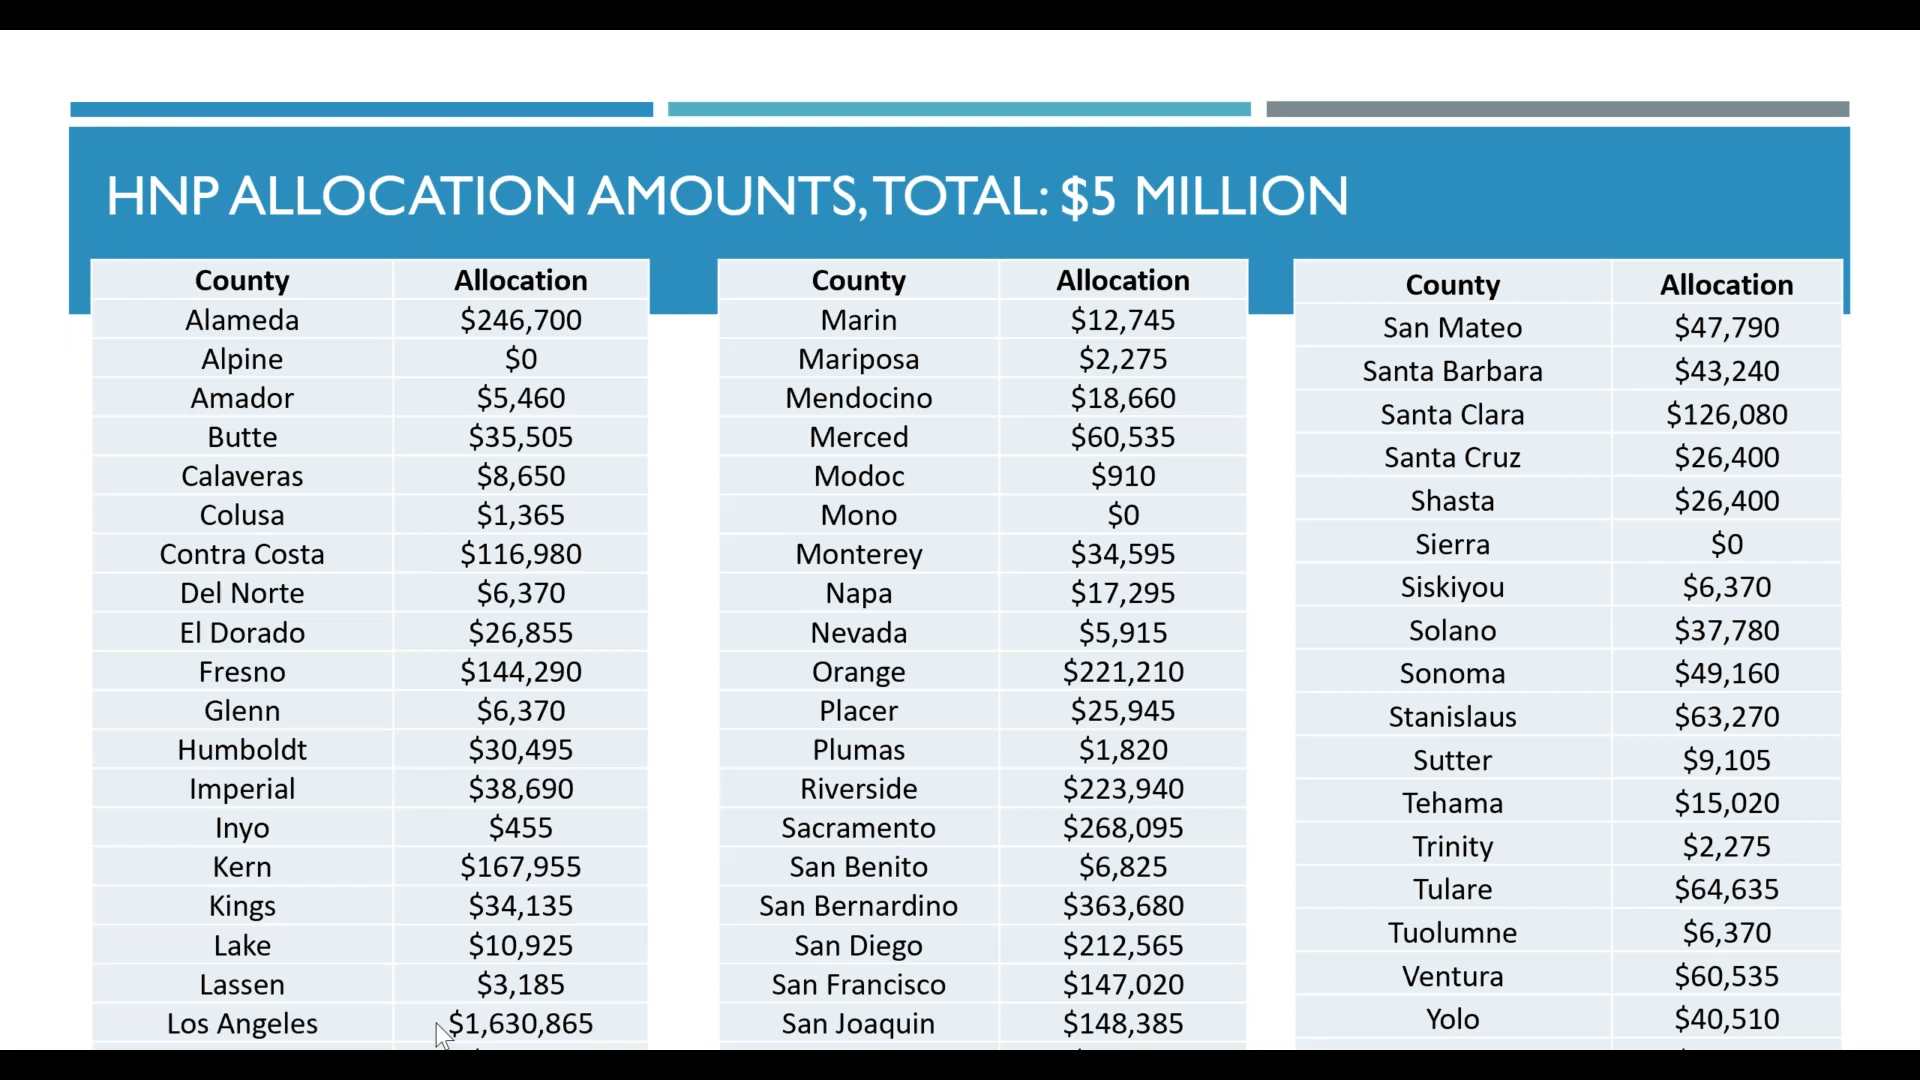 HNP ALLOCATION AMOUNTS, TOTAL: $5 MILLION
County Allocation
Alameda $246,700
Alpine $0
Amador $5,460
Butte $35,505
Calaveras $8,650
Colusa $1,365
Contra Costa $116,980
Del Norte $6,370
El Dorado $26,855
Fresno $144,290
Glenn $6,370
Humboldt $30,495
Imperial $38,690
Inyo $455
Kern $167,955
Kings $34,135
Lake $10,925
Lassen $3,185
Los Angeles $1,630,865
County Allocation
Marin $12,745
Mariposa $2,275
Mendocino $18,660
Merced $60,535
Modoc $910
Mono $0
Monterey $34,595
Napa $17,295
Nevada $5,915
Orange $221,210
Placer $25,945
Plumas $1,820
Riverside $223,940
Sacramento $268,095
San Benito $6,825
San Bernardino $363,680
San Diego $212,565
San Francisco $147,020
San Joaquin $148,385
County Allocation
San Mateo $47,790
Santa Barbara $43,240
Santa Clara $126,080
Santa Cruz $26,400
Shasta $26,400
Sierra $0
Siskiyou $6,370
Solano $37,780
Sonoma $49,160
Stanislaus $63,270
Sutter $9,105
Tehama $15,020
Trinity $2,275
Tulare $64,635
Tuolumne $6,370
Ventura $60,535
Yolo $40,510